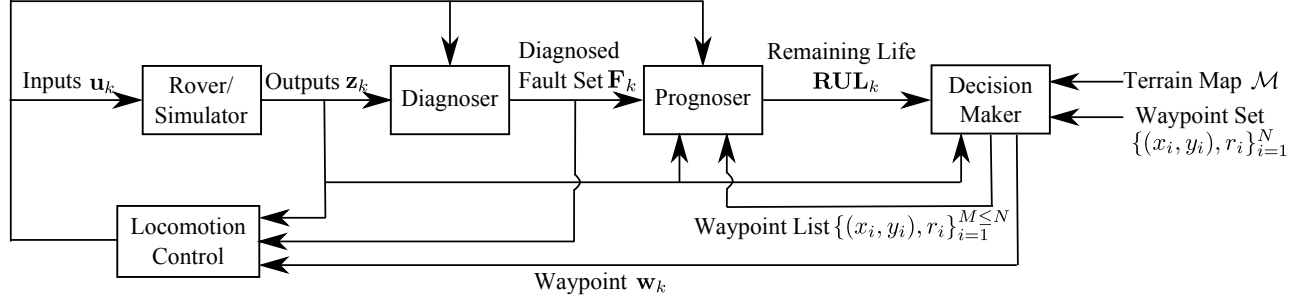 Inputs u_k
Rover/
Simulator
Outputs z_k
Diagnoser
Diagnosed
Fault Set F_k
Prognoser
Remaining Life
RUL_k
Decision
Maker
Terrain Map ℳ
Waypoint Set
{(x_i, y_i), r_i}_{i=1}^N
Locomotion
Control
Waypoint List {(x_i, y_i), r_i}_{i=1}^{M≤N}
Waypoint w_k